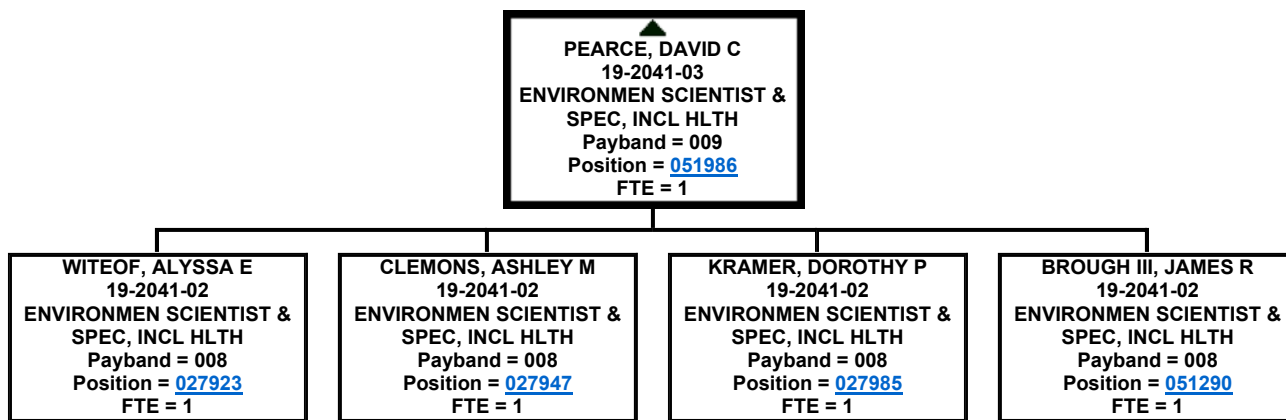 PEARCE, DAVID C
19-2041-03
ENVIRONMEN SCIENTIST &
SPEC, INCL HLTH
Payband = 009
Position = 051986
FTE = 1
WITEOF, ALYSSA E
19-2041-02
ENVIRONMEN SCIENTIST &
SPEC, INCL HLTH
Payband = 008
Position = 027923
FTE = 1
CLEMONS, ASHLEY M
19-2041-02
ENVIRONMEN SCIENTIST &
SPEC, INCL HLTH
Payband = 008
Position = 027947
FTE = 1
KRAMER, DOROTHY P
19-2041-02
ENVIRONMEN SCIENTIST &
SPEC, INCL HLTH
Payband = 008
Position = 027985
FTE = 1
BROUGH III, JAMES R
19-2041-02
ENVIRONMEN SCIENTIST &
SPEC, INCL HLTH
Payband = 008
Position = 051290
FTE = 1